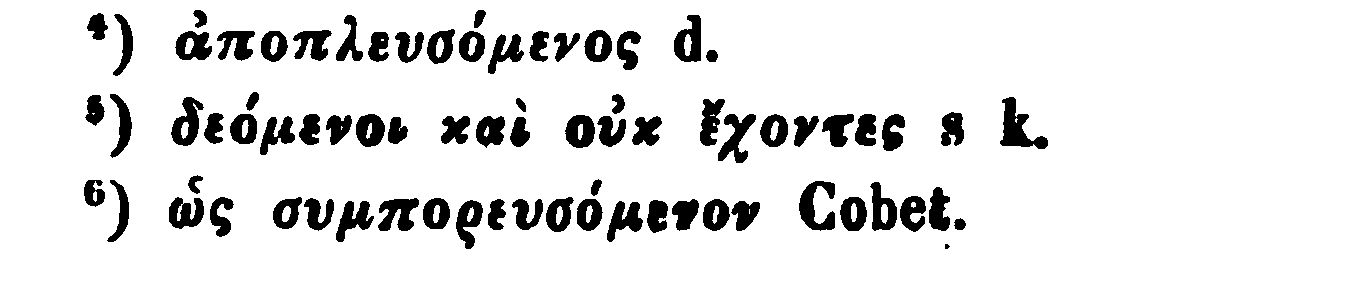 ⁴) ἀποπλευσόμενος d.
⁵) δεόμενοι καὶ οὐκ ἔχοντες s k.
⁶) ὡς συμπορευσόμενον Cobet.